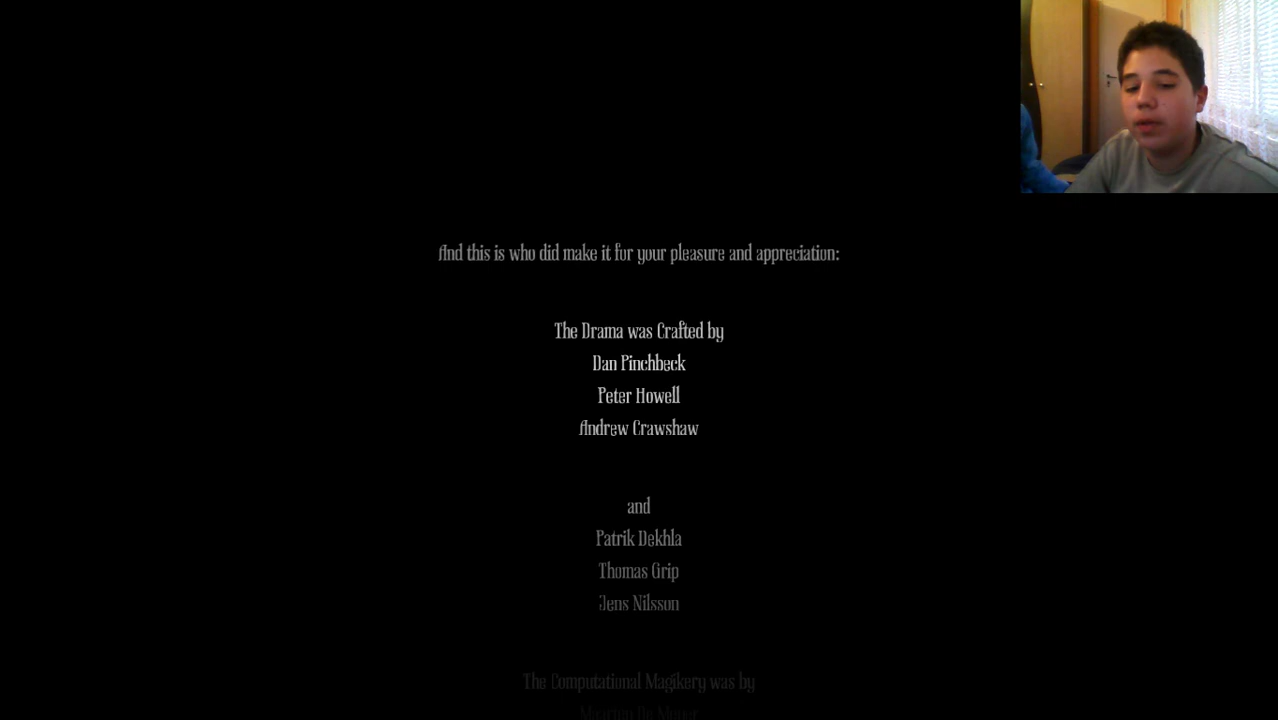 And this is who did make it for your pleasure and appreciation:
The Drama was Crafted by
Dan Pinchbeck
Peter Howell
Andrew Crawshaw
and
Patrik Dekhla
Thomas Grip
Jens Nilsson
The Computational Magikery was by